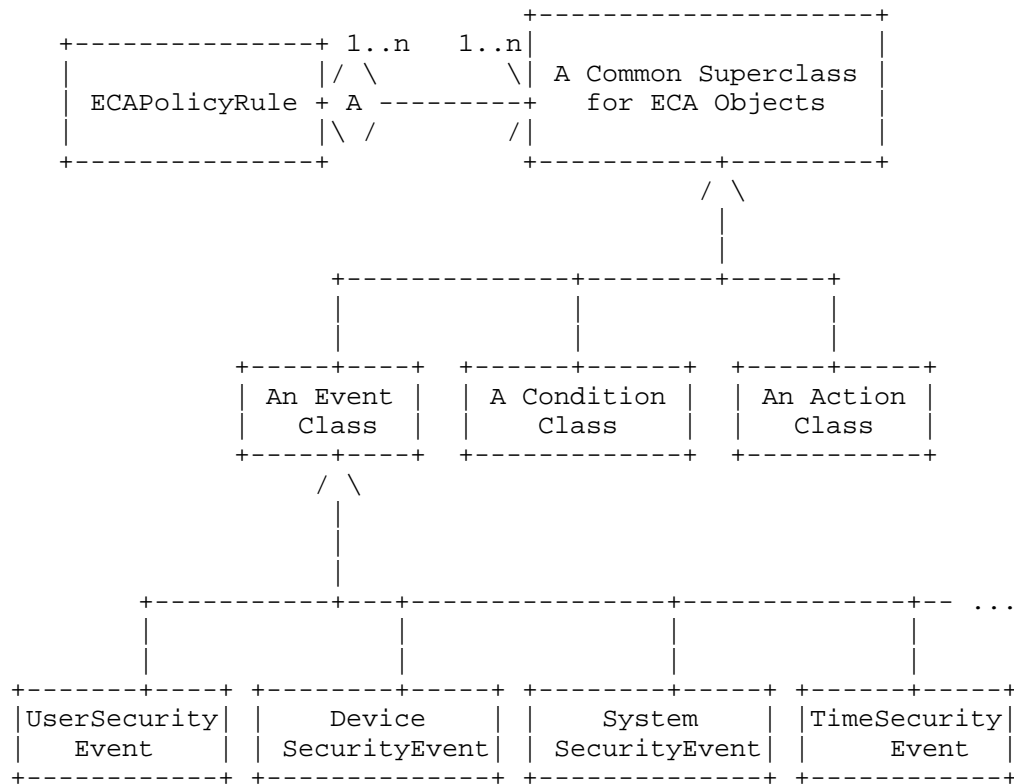 1..n 1..n
A Common Superclass
ECAPolicyRule A for ECA Objects
An Event A Condition An Action
Class Class Class
...
UserSecurity Device System TimeSecurity
Event SecurityEvent SecurityEvent Event